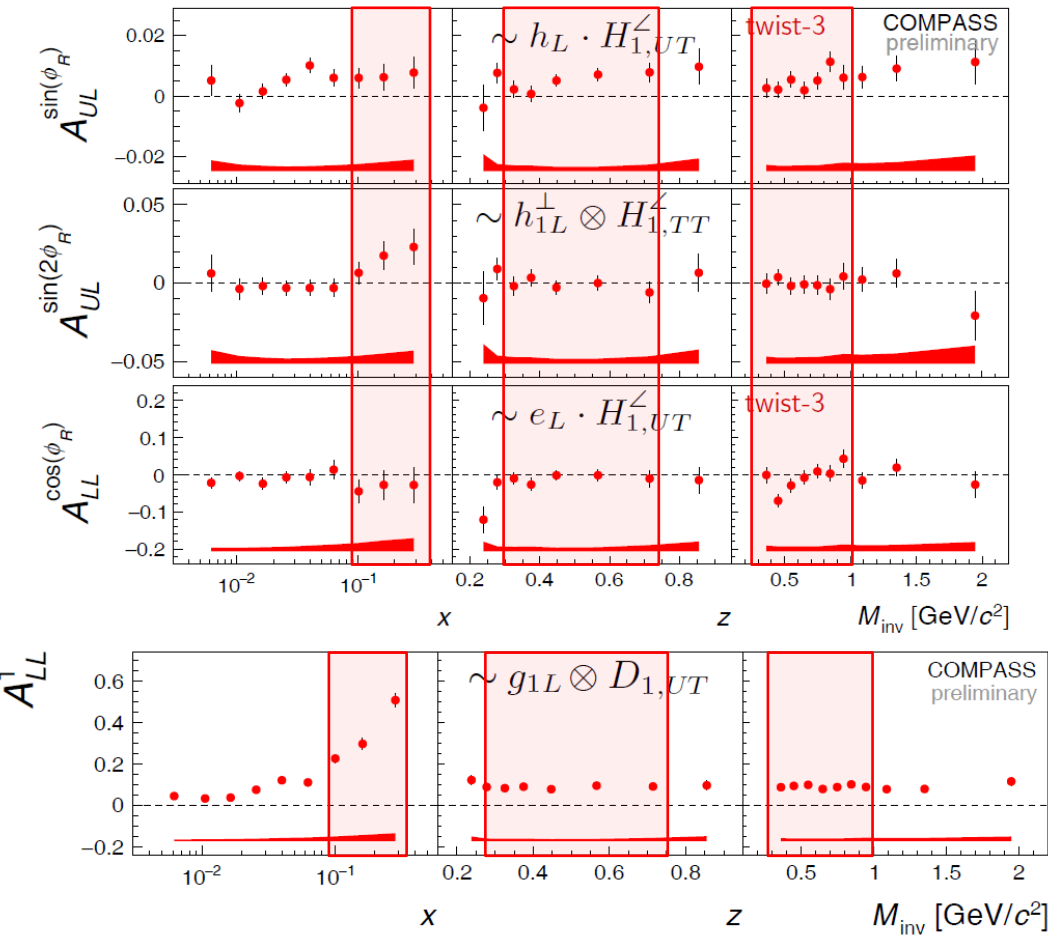 A_{UL}^{sin(ϕ_R)}
0.02
0
−0.02
∼ h_L · H_{1,UT}^∠
twist-3
COMPASS
preliminary
A_{UL}^{sin(2ϕ_R)}
0.05
0
−0.05
∼ h_{1L}^⊥ ⊗ H_{1,TT}^∠
A_{LL}^{cos(ϕ_R)}
0.2
0.1
0
−0.1
−0.2
∼ e_L · H_{1,UT}^∠
twist-3
10^{−2} 10^{−1} 0.2 0.4 0.6 0.8 0.5 1 1.5 2
x z M_{inv} [GeV/c^2]
A_{LL}^1
0.6
0.4
0.2
0
−0.2
∼ g_{1L} ⊗ D_{1,UT}
COMPASS
preliminary
10^{−2} 10^{−1} 0.2 0.4 0.6 0.8 0.5 1 1.5 2
x z M_{inv} [GeV/c^2]